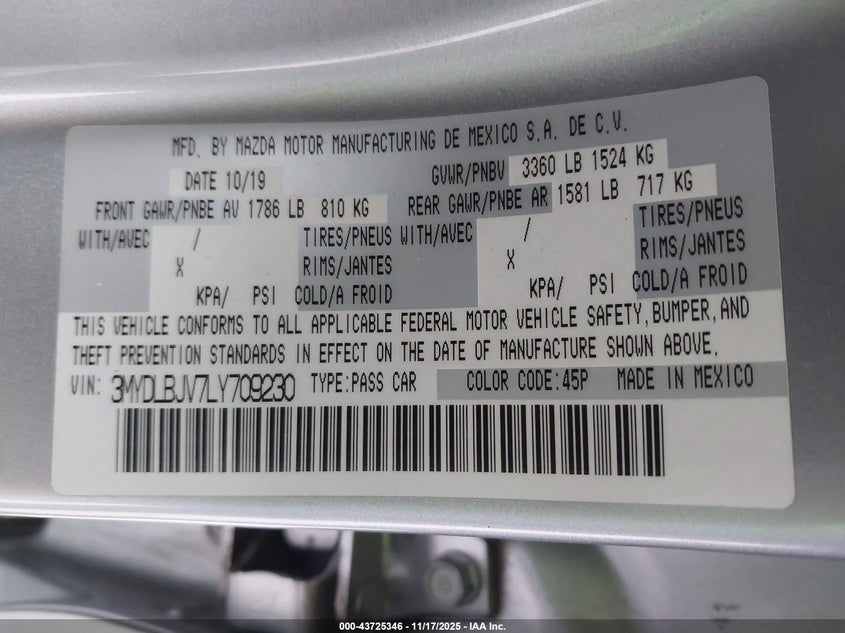 MFD. BY MAZDA MOTOR MANUFACTURING DE MEXICO S.A. DE C.V.
DATE 10/19 GVWR/PNBV 3360 LB 1524 KG
FRONT GAWR/PNBE AV 1786 LB 810 KG REAR GAWR/PNBE AR 1581 LB 717 KG
WITH/AVEC / TIRES/PNEUS WITH/AVEC / TIRES/PNEUS
X RIMS/JANTES X RIMS/JANTES
KPA/ PSI COLD/A FROID KPA/ PSI COLD/A FROID
THIS VEHICLE CONFORMS TO ALL APPLICABLE FEDERAL MOTOR VEHICLE SAFETY, BUMPER, AND
THEFT PREVENTION STANDARDS IN EFFECT ON THE DATE OF MANUFACTURE SHOWN ABOVE.
VIN: 3MYDLBJV7LY709230 TYPE:PASS CAR COLOR CODE:45P MADE IN MEXICO
000-43725346 - 11/17/2025 - IAA Inc.